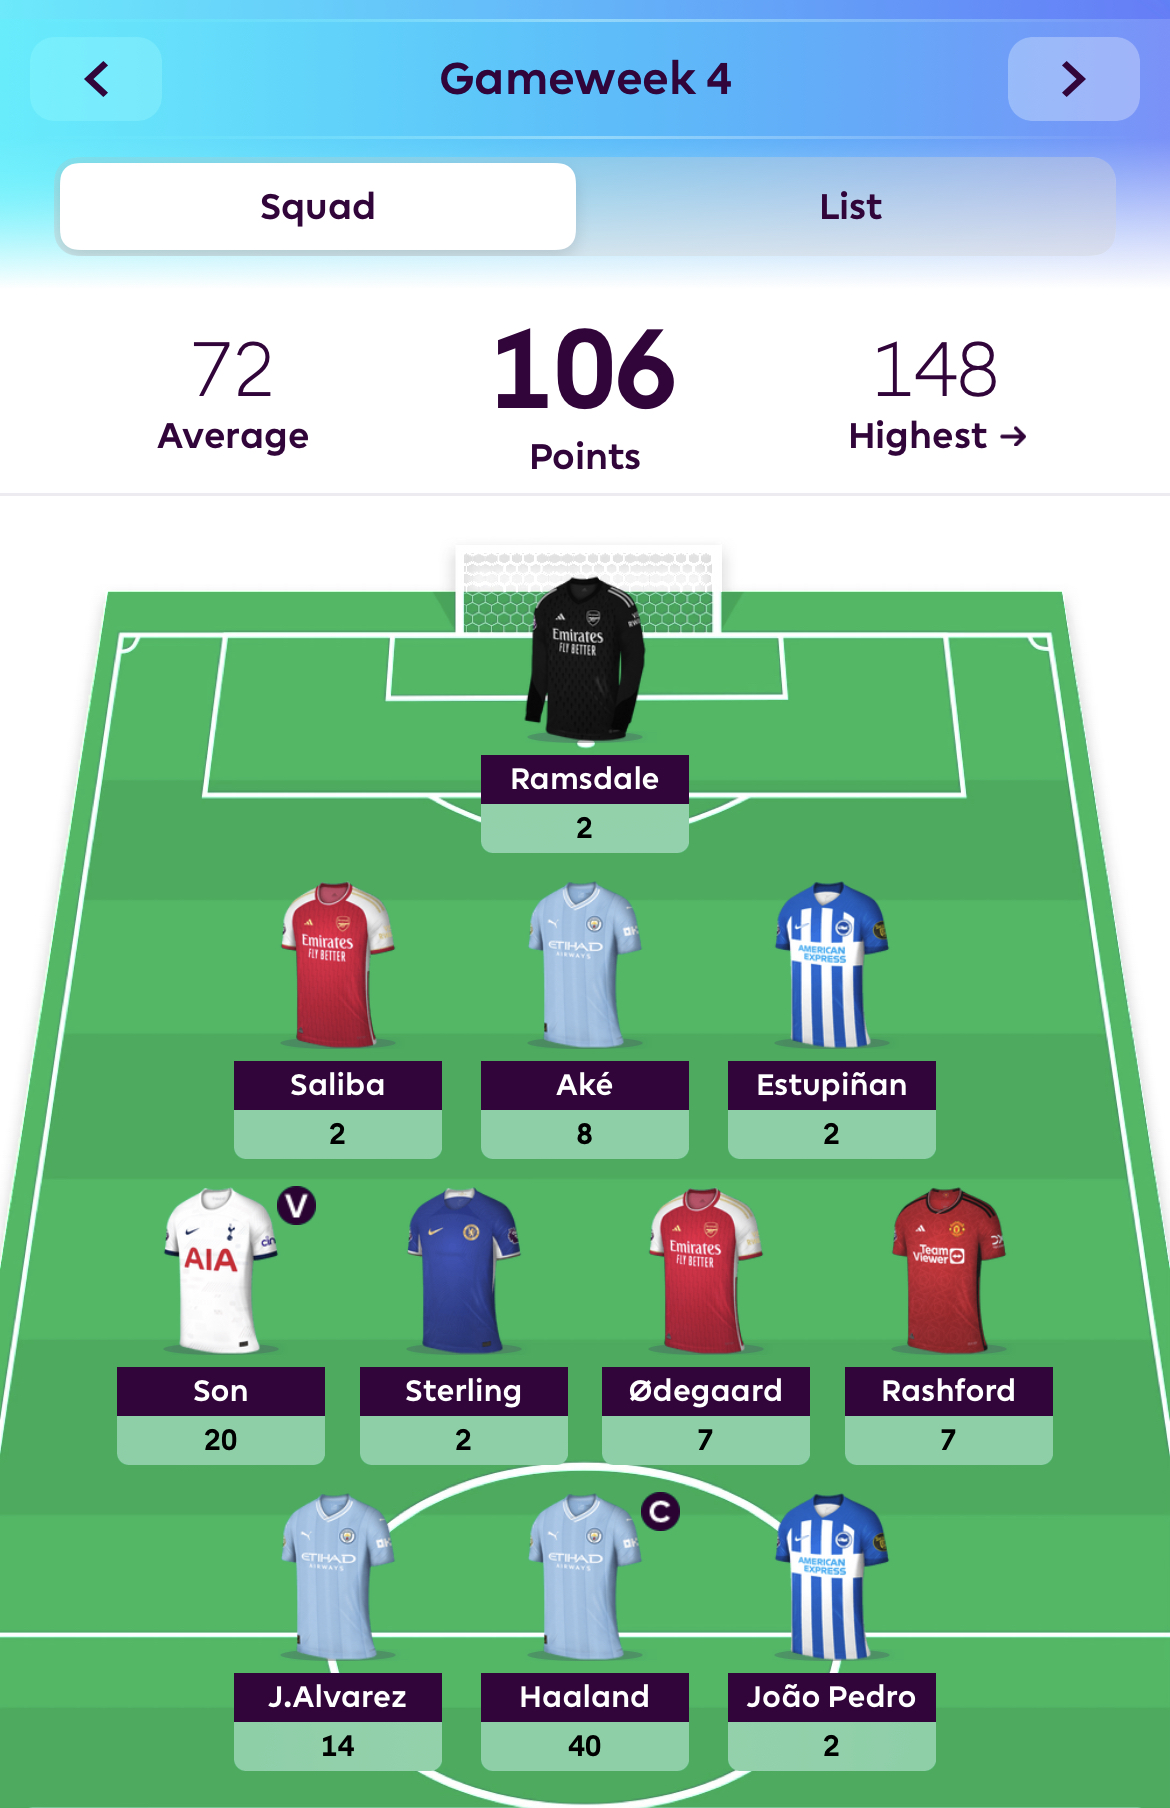 Gameweek 4
Squad
List
72
106
148
Average
Points
Highest →
Emirates
FLY BETTER
Ramsdale
2
Emirates
FLY BETTER
ETIHAD
AIRWAYS
AMERICAN
EXPRESS
Saliba
Aké
Estupiñan
2
8
2
V
AIA
Emirates
FLY BETTER
Team
Viewer
Son
Sterling
Ødegaard
Rashford
20
2
7
7
C
ETIHAD
AIRWAYS
ETIHAD
AIRWAYS
AMERICAN
EXPRESS
J.Alvarez
Haaland
João Pedro
14
40
2